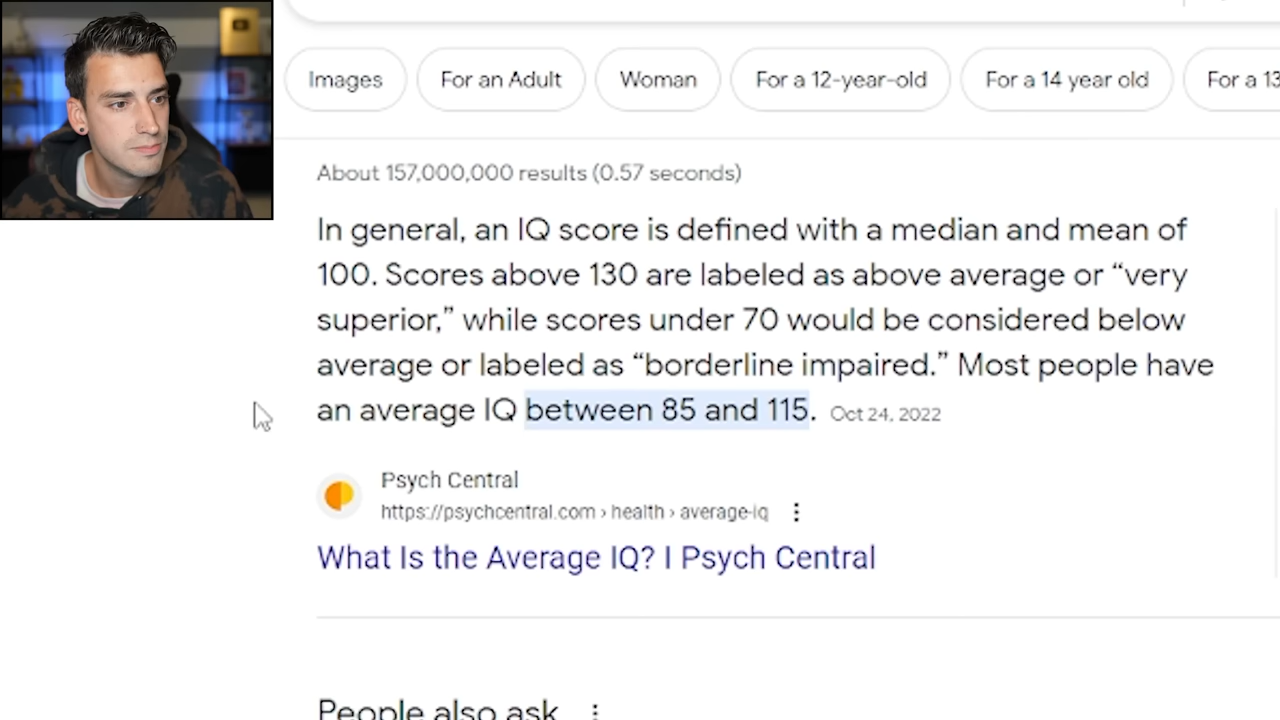 Images
For an Adult
Woman
For a 12-year-old
For a 14 year old
For a 13
About 157,000,000 results (0.57 seconds)
In general, an IQ score is defined with a median and mean of
100. Scores above 130 are labeled as above average or “very
superior,” while scores under 70 would be considered below
average or labeled as “borderline impaired.” Most people have
an average IQ between 85 and 115. Oct 24, 2022
Psych Central
https://psychcentral.com › health › average-iq
What Is the Average IQ? | Psych Central
People also ask